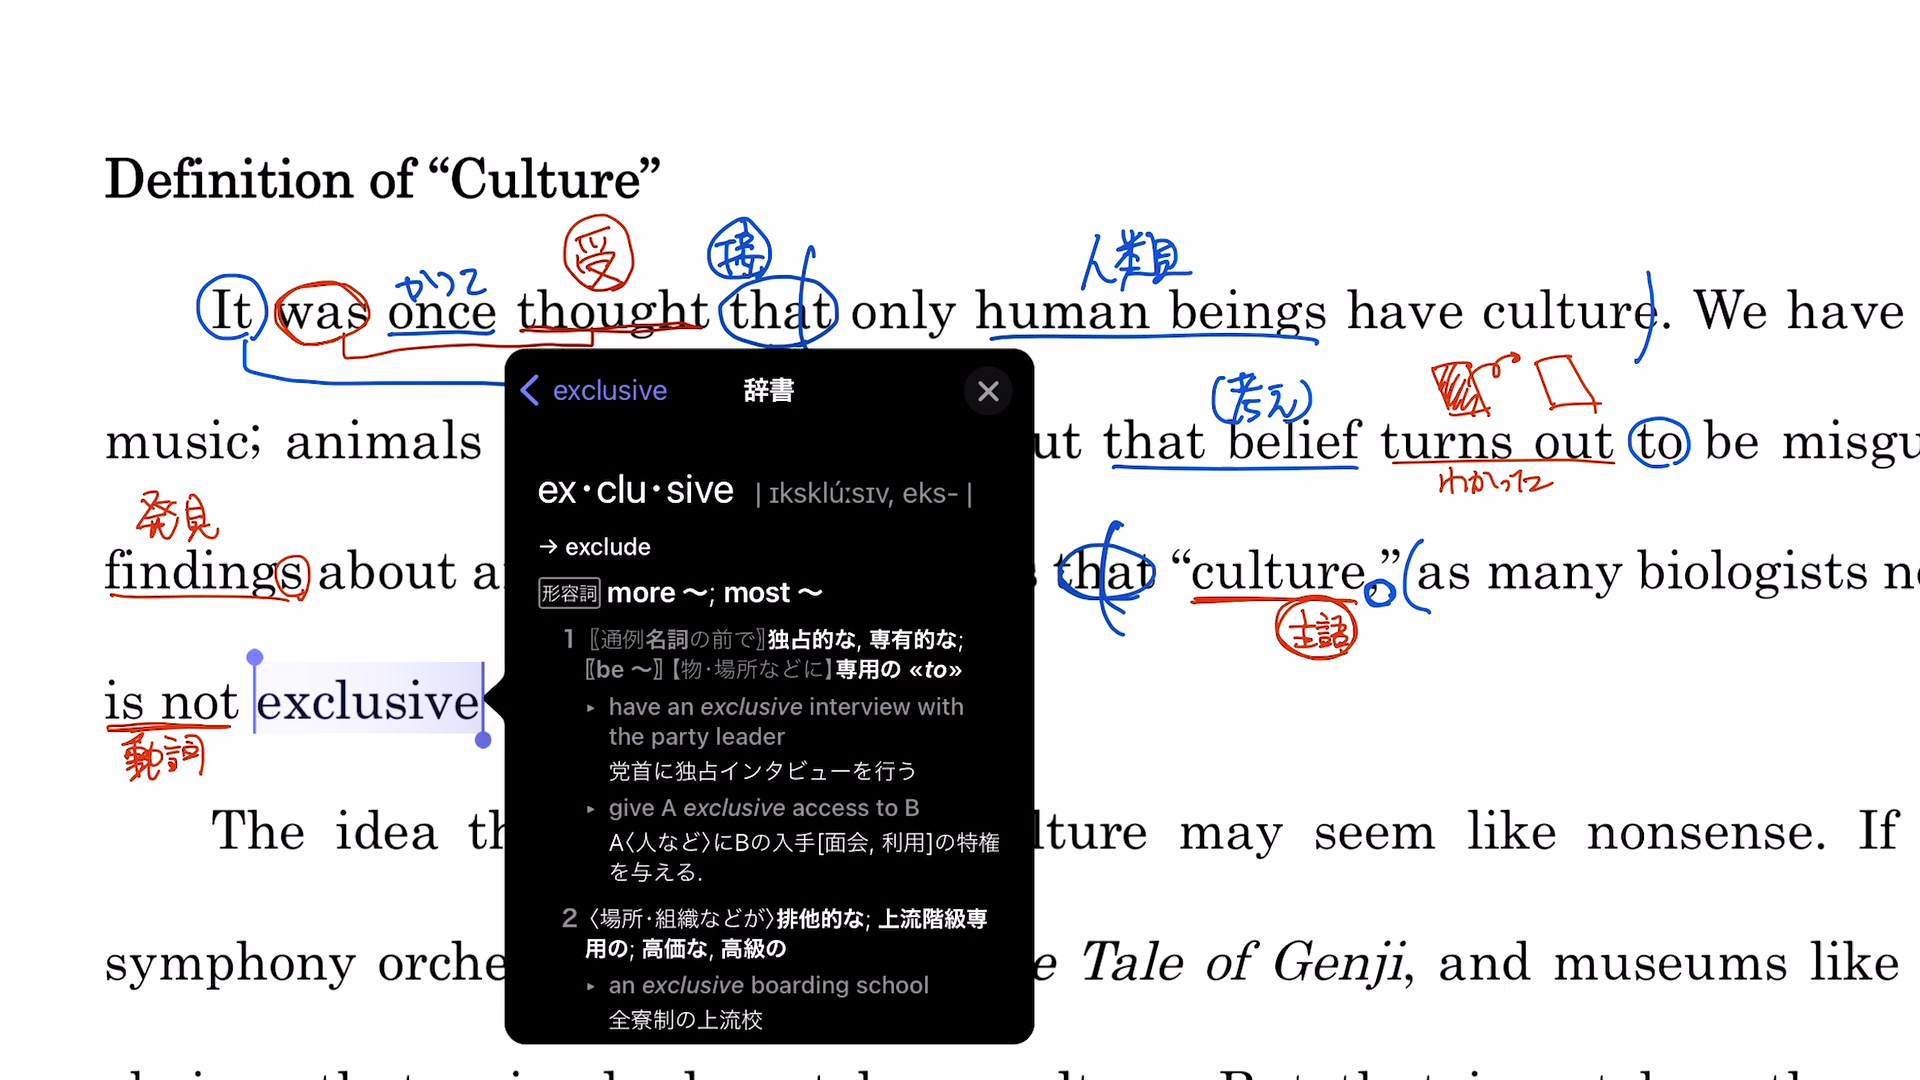 Definition of “Culture”
受
接
人類
かつて
It was once thought that only human beings have culture. We have
(考え)
music; animals
ut that belief turns out to be misgu
わかった
発見
findings about a
that “culture,” (as many biologists n
主語
is not exclusive
動詞
The idea th
lture may seem like nonsense. If
symphony orche
e Tale of Genji, and museums like
exclusive
辞書
ex・clu・sive | ɪksklúːsɪv, eks- |
→ exclude
形容詞 more 〜; most 〜
1 〖通例名詞の前で〗独占的な, 専有的な;
〖be 〜〗【物·場所などに】専用の «to»
▸ have an exclusive interview with
the party leader
党首に独占インタビューを行う
▸ give A exclusive access to B
A〈人など〉にBの入手[面会, 利用]の特権
を与える.
2 〈場所·組織などが〉排他的な; 上流階級専
用の; 高価な, 高級の
▸ an exclusive boarding school
全寮制の上流校